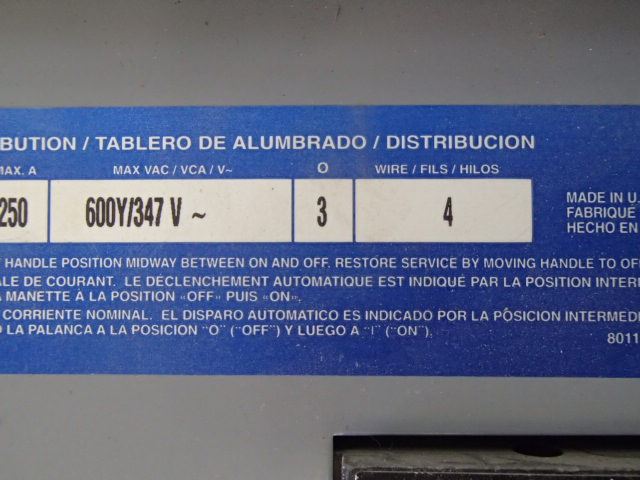 BUTION / TABLERO DE ALUMBRADO / DISTRIBUCION
MAX. A MAX VAC / VCA / V~ O WIRE / FILS / HILOS
250 600Y/347 V ~ 3 4
MADE IN U.
FABRIQUE
HECHO EN
HANDLE POSITION MIDWAY BETWEEN ON AND OFF. RESTORE SERVICE BY MOVING HANDLE TO OF
ALE DE COURANT. LE DÉCLENCHEMENT AUTOMATIQUE EST INDIQUÉ PAR LA POSITION INTERM
A MANETTE À LA POSITION «OFF» PUIS «ON».
CORRIENTE NOMINAL. EL DISPARO AUTOMATICO ES INDICADO POR LA PÓSICION INTERMED
O LA PALANCA A LA POSICION "O" ("OFF") Y LUEGO A "I" ("ON").
8011